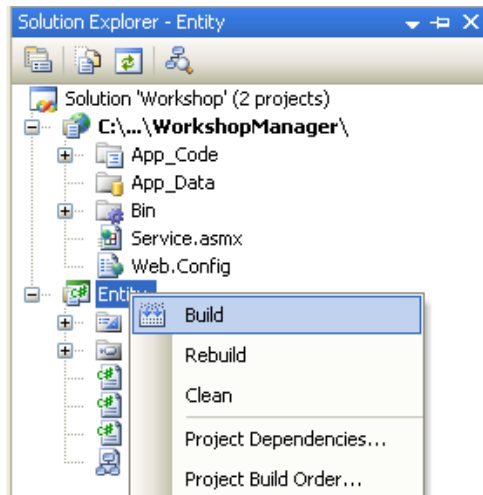 Solution Explorer - Entity
Solution 'Workshop' (2 projects)
C:\...\WorkshopManager\
App_Code
App_Data
Bin
Service.asmx
Web.Config
Entity
Build
Rebuild
Clean
Project Dependencies...
Project Build Order...